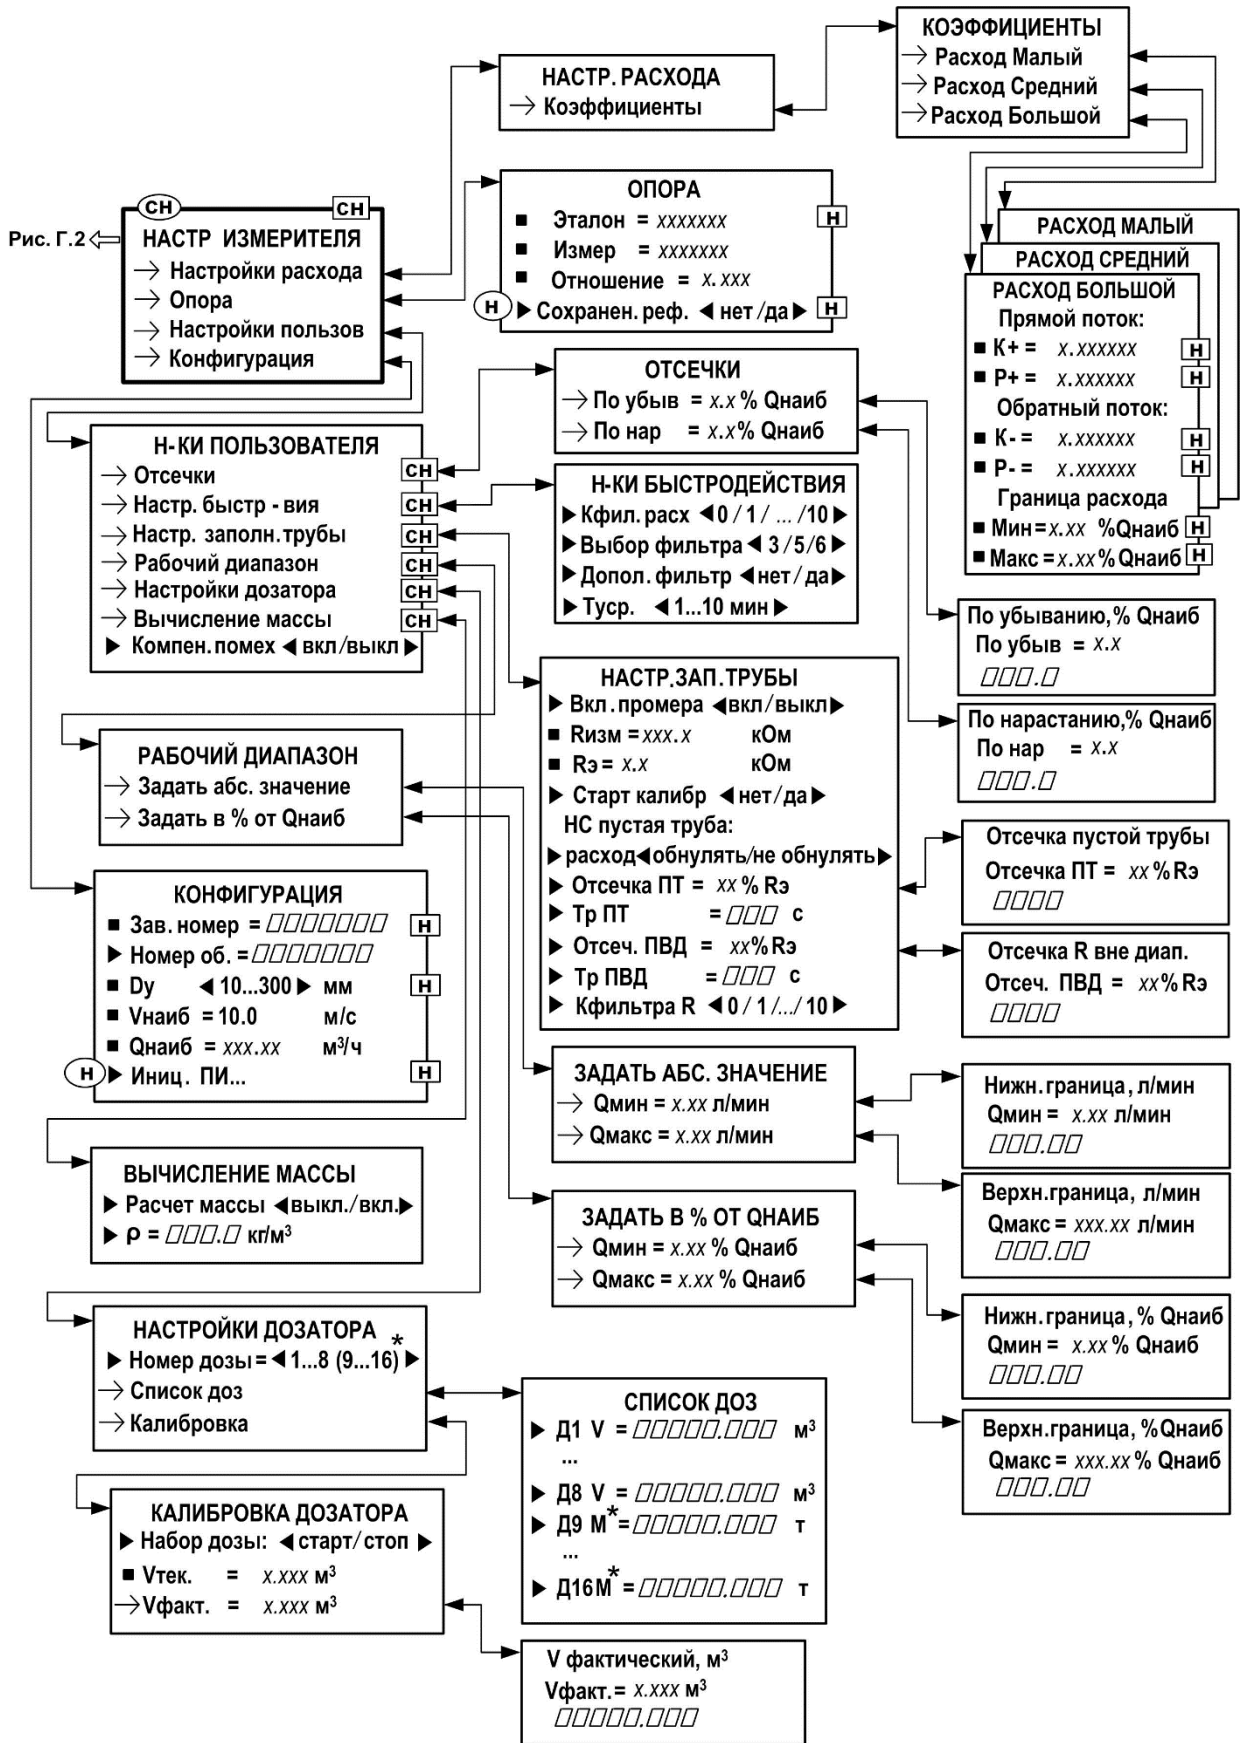 КОЭФФИЦИЕНТЫ
→ Расход Малый
→ Расход Средний
→ Расход Большой
НАСТР. РАСХОДА
→ Коэффициенты
ОПОРА
■ Эталон = xxxxxxx Н
■ Измер = xxxxxxx
■ Отношение = x.xxx
Н ▶ Сохранен. реф. ◀ нет /да ▶ Н
СН СН
Рис. Г.2
НАСТР ИЗМЕРИТЕЛЯ
→ Настройки расхода
→ Опора
→ Настройки пользов
→ Конфигурация
РАСХОД МАЛЫЙ
РАСХОД СРЕДНИЙ
РАСХОД БОЛЬШОЙ
Прямой поток:
■ К+ = x.xxxxxx Н
■ Р+ = x.xxxxxx Н
Обратный поток:
■ К- = x.xxxxxx Н
■ Р- = x.xxxxxx Н
Граница расхода
■ Мин=x.xx %Qнаиб Н
■ Макс=x.xx% Qнаиб Н
ОТСЕЧКИ
→ По убыв = x.x % Qнаиб
→ По нар = x.x% Qнаиб
Н-КИ ПОЛЬЗОВАТЕЛЯ
→ Отсечки СН
→ Настр. быстр - вия СН
→ Настр. заполн.трубы СН
→ Рабочий диапазон СН
→ Настройки дозатора СН
→ Вычисление массы СН
▶ Компен.помех ◀ вкл /выкл ▶
Н-КИ БЫСТРОДЕЙСТВИЯ
▶ Кфил. расх ◀ 0 / 1 / ... /10 ▶
▶ Выбор фильтра ◀ 3 /5 /6 ▶
▶ Допол. фильтр ◀нет / да▶
▶ Tуср. ◀ 1...10 мин ▶
По убыванию,% Qнаиб
По убыв = x.x
▯▯▯.▯
НАСТР.ЗАП.ТРУБЫ
▶ Вкл .промера ◀вкл / выкл▶
■ Rизм =xxx.x кОм
■ Rэ = x.x кОм
▶ Старт калибр ◀ нет/да ▶
НС пустая труба:
▶ расход◀ обнулять/не обнулять▶
▶ Отсечка ПТ = xx % Rэ
▶ Тр ПТ =▯▯▯ с
▶ Отсеч. ПВД = xx% Rэ
▶ Тр ПВД =▯▯▯ с
▶ Кфильтра R ◀ 0 / 1 /.../ 10 ▶
По нарастанию,% Qнаиб
По нар = x.x
▯▯▯.▯
РАБОЧИЙ ДИАПАЗОН
→ Задать абс. значение
→ Задать в % от Qнаиб
Отсечка пустой трубы
Отсечка ПТ = xx % Rэ
▯▯▯▯
КОНФИГУРАЦИЯ
■ Зав. номер = ▯▯▯▯▯▯▯ Н
▶ Номер об. = ▯▯▯▯▯▯▯
■ Dy ◀ 10...300 ▶ мм Н
■ Vнаиб = 10.0 м/с
■ Qнаиб = xxx.xx м³/ч
Н ▶ Иниц. ПИ... Н
Отсечка R вне диап.
Отсеч. ПВД = xx% Rэ
▯▯▯▯
ЗАДАТЬ АБС. ЗНАЧЕНИЕ
→ Qмин = x.xx л/мин
→ Qмакс = x.xx л/мин
Нижн.граница, л/мин
Qмин = x.xx л/мин
▯▯▯.▯▯
ВЫЧИСЛЕНИЕ МАССЫ
▶ Расчет массы ◀выкл./вкл.▶
▶ ρ = ▯▯▯.▯ кг/м³
Верхн.граница, л/мин
Qмакс = xxx.xx л/мин
▯▯▯.▯▯
ЗАДАТЬ В % ОТ QНАИБ
→ Qмин = x.xx % Qнаиб
→ Qмакс = x.xx % Qнаиб
НАСТРОЙКИ ДОЗАТОРА
▶ Номер дозы = ◀ 1...8 (9...16)* ▶
→ Список доз
→ Калибровка
Нижн.граница, % Qнаиб
Qмин = x.xx % Qнаиб
▯▯▯.▯▯
СПИСОК ДОЗ
▶ Д1 V = ▯▯▯▯▯.▯▯▯ м³
...
▶ Д8 V = ▯▯▯▯▯.▯▯▯ м³
▶ Д9 М* = ▯▯▯▯▯.▯▯▯ т
...
▶ Д16 М* = ▯▯▯▯▯.▯▯▯ т
Верхн.граница, %Qнаиб
Qмакс = xxx.xx % Qнаиб
▯▯▯.▯▯
КАЛИБРОВКА ДОЗАТОРА
▶ Набор дозы: ◀ старт/ стоп ▶
■ Vтек. = x.xxx м³
→ Vфакт. = x.xxx м³
V фактический, м³
Vфакт.= x.xxx м³
▯▯▯▯▯.▯▯▯